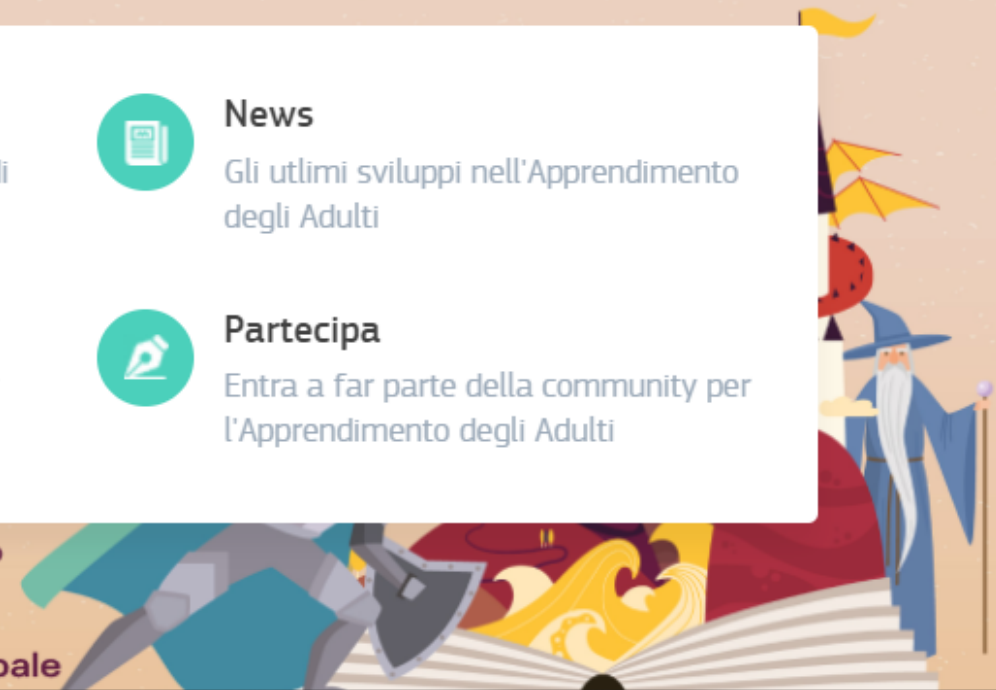 News
Gli utlimi sviluppi nell'Apprendimento
degli Adulti
Partecipa
Entra a far parte della community per
l'Apprendimento degli Adulti